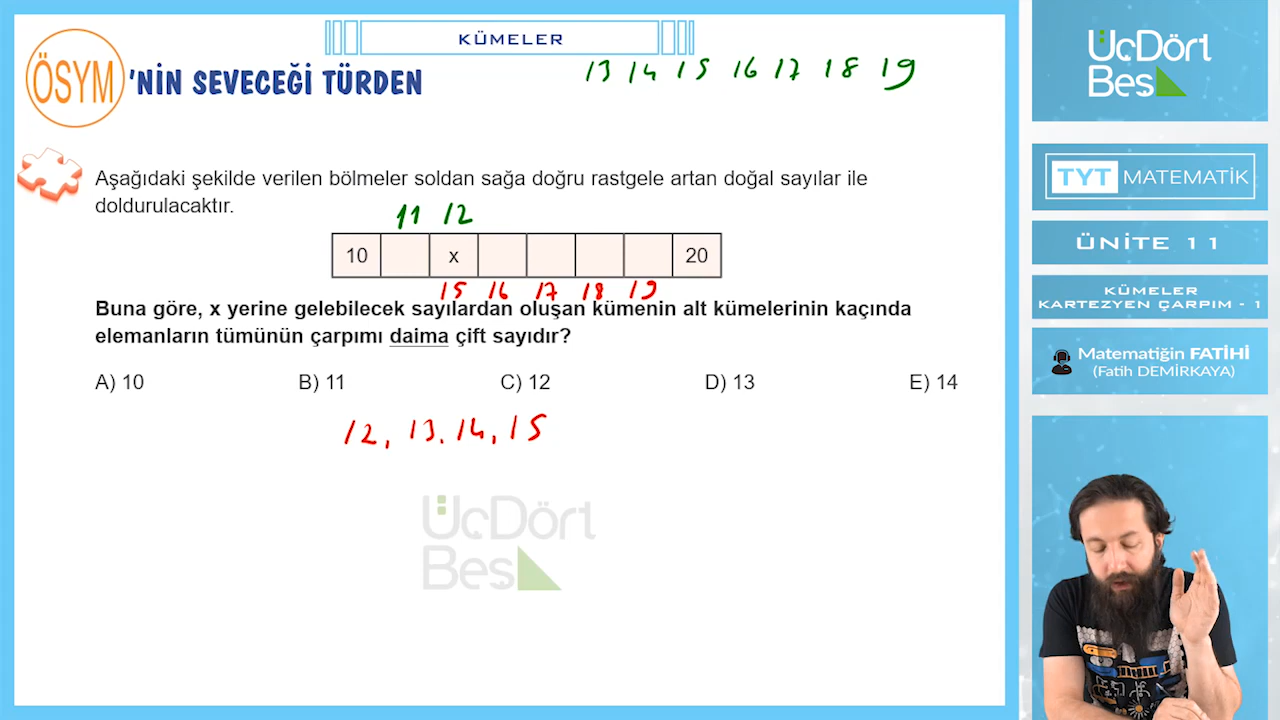 KÜMELER
ÖSYM'NİN SEVECEĞİ TÜRDEN
13 14 15 16 17 18 19
Aşağıdaki şekilde verilen bölmeler soldan sağa doğru rastgele artan doğal sayılar ile
doldurulacaktır.
11 12
10 x 20
15 16 17 18 19
Buna göre, x yerine gelebilecek sayılardan oluşan kümenin alt kümelerinin kaçında
elemanların tümünün çarpımı daima çift sayıdır?
A) 10 B) 11 C) 12 D) 13 E) 14
12, 13, 14, 15
ÜçDört
Beş
ÜçDört
Beş
TYT MATEMATİK
ÜNİTE 11
KÜMELER
KARTEZYEN ÇARPIM - 1
Matematiğin FATİHİ
(Fatih DEMİRKAYA)